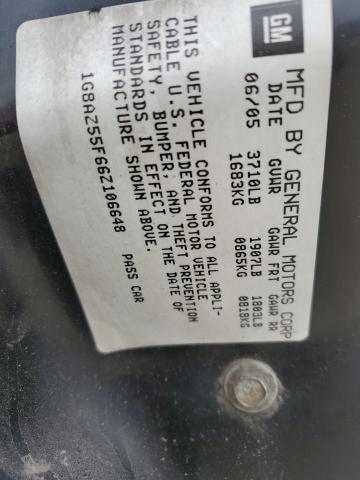 GM
MFD BY GENERAL MOTORS CORP
DATE GVWR GAWR FRT GAWR RR
06/05 3710LB 1907LB 1803LB
1683KG 0865KG 0818KG
THIS VEHICLE CONFORMS TO ALL APPLI-
CABLE U.S. FEDERAL MOTOR VEHICLE
SAFETY, BUMPER, AND THEFT PREVENTION
STANDARDS IN EFFECT ON THE DATE OF
MANUFACTURE SHOWN ABOVE.
1G8AZ55F66Z106648 PASS CAR